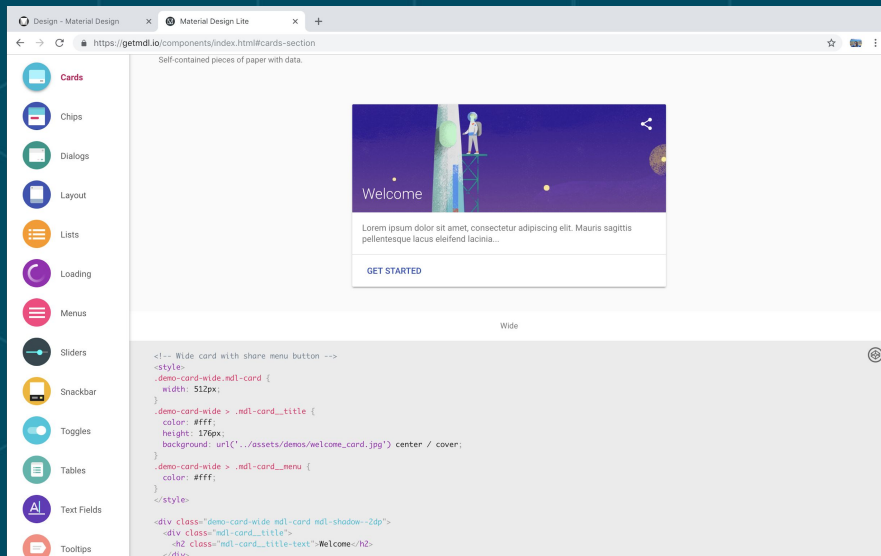 Design - Material Design
Material Design Lite
https://getmdl.io/components/index.html#cards-section
Self-contained pieces of paper with data.
Cards
Chips
Dialogs
Layout
Lists
Loading
Menus
Sliders
Snackbar
Toggles
Tables
Text Fields
Tooltips
Welcome
Lorem ipsum dolor sit amet, consectetur adipiscing elit. Mauris sagittis
pellentesque lacus eleifend lacinia...
GET STARTED
Wide
<!-- Wide card with share menu button -->
<style>
.demo-card-wide.mdl-card {
width: 512px;
}
.demo-card-wide > .mdl-card__title {
color: #fff;
height: 176px;
background: url('../assets/demos/welcome_card.jpg') center / cover;
}
.demo-card-wide > .mdl-card__menu {
color: #fff;
}
</style>
<div class="demo-card-wide mdl-card mdl-shadow--2dp">
<div class="mdl-card__title">
<h2 class="mdl-card__title-text">Welcome</h2>
</div>